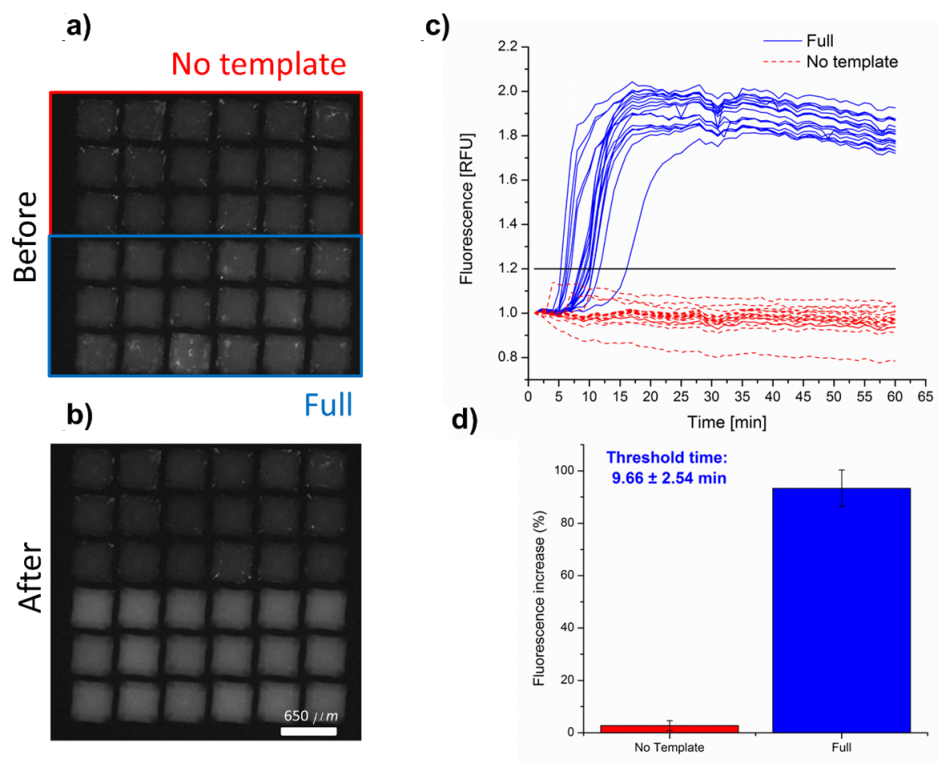 a)
No template
Before
Full
b)
After
650 μm
c)
Fluorescence [RFU]
2.2
2.0
1.8
1.6
1.4
1.2
1.0
0.8
Full
No template
0 5 10 15 20 25 30 35 40 45 50 55 60 65
Time [min]
d)
Fluorescence increase (%)
100
80
60
40
20
0
Threshold time:
9.66 ± 2.54 min
No Template Full